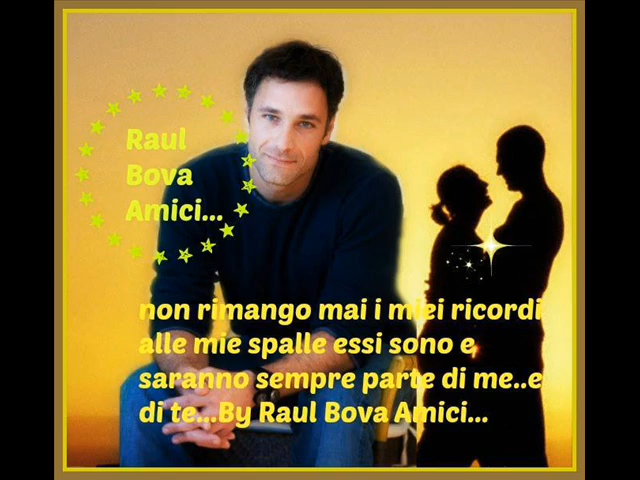 Raul
Bova
Amici...
non rimango mai i miei ricordi
alle mie spalle essi sono e
saranno sempre parte di me..e
di te...By Raul Bova Amici...